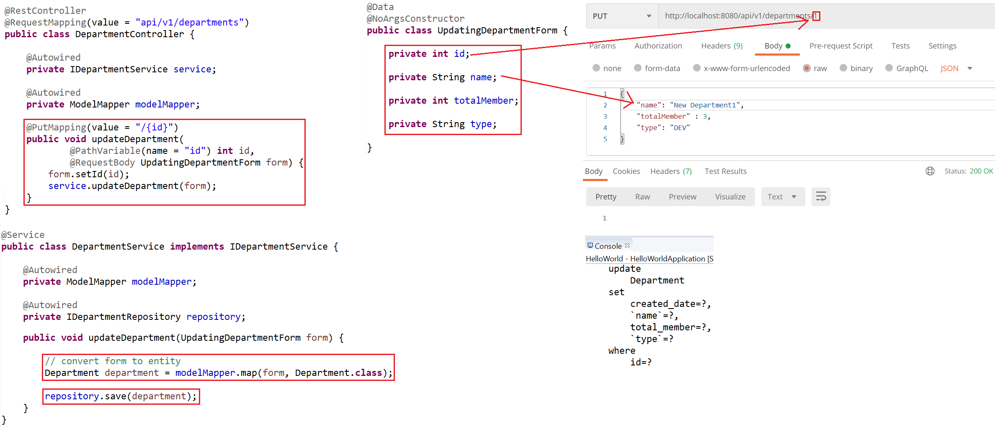 @RestController
@RequestMapping(value = "api/v1/departments")
public class DepartmentController {
@Autowired
private IDepartmentService service;
@Autowired
private ModelMapper modelMapper;
@PutMapping(value = "/{id}")
public void updateDepartment(
@PathVariable(name = "id") int id,
@RequestBody UpdatingDepartmentForm form) {
form.setId(id);
service.updateDepartment(form);
}
}
@Service
public class DepartmentService implements IDepartmentService {
@Autowired
private ModelMapper modelMapper;
@Autowired
private IDepartmentRepository repository;
public void updateDepartment(UpdatingDepartmentForm form) {
// convert form to entity
Department department = modelMapper.map(form, Department.class);
repository.save(department);
}
}
@Data
@NoArgsConstructor
public class UpdatingDepartmentForm {
private int id;
private String name;
private int totalMember;
private String type;
}
PUT http://localhost:8080/api/v1/departments/1
Params Authorization Headers (9) Body Pre-request Script Tests Settings
none form-data x-www-form-urlencoded raw binary GraphQL JSON
1 {
2 "name": "New Department1",
3 "totalMember" : 3,
4 "type": "DEV"
5 }
Body Cookies Headers (7) Test Results Status: 200 OK
Pretty Raw Preview Visualize Text
1
Console
HelloWorld - HelloWorldApplication [S
update
Department
set
created_date=?,
`name`=?,
total_member=?,
`type`=?
where
id=?